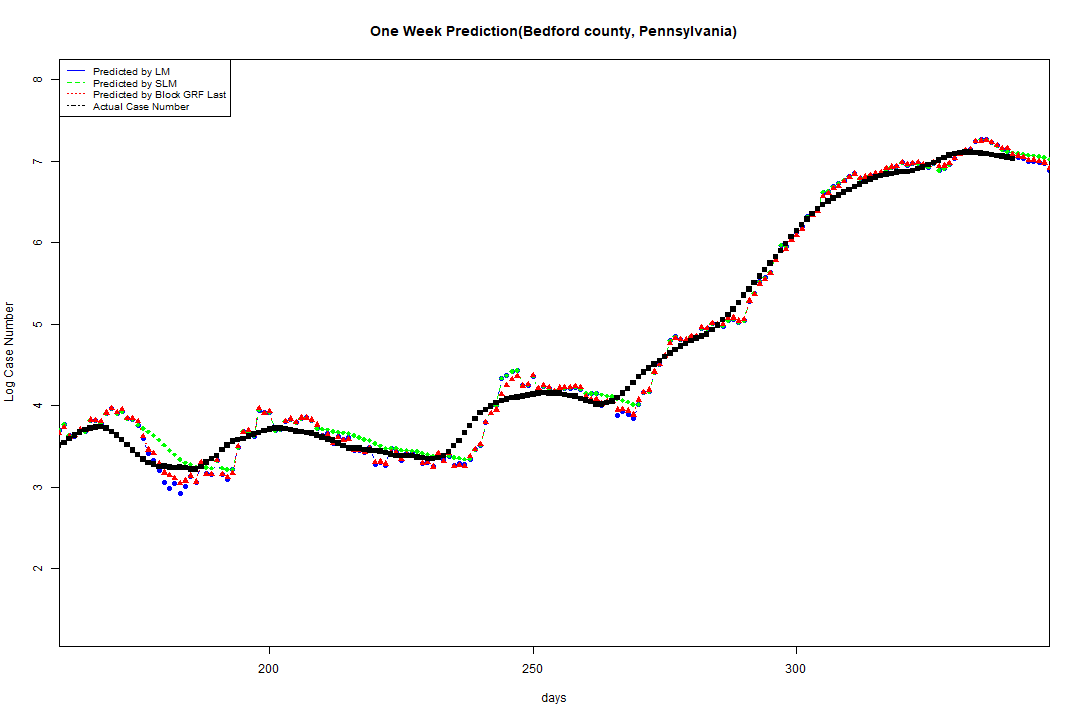 One Week Prediction(Bedford county, Pennsylvania)
Predicted by LM
Predicted by SLM
Predicted by Block GRF Last
Actual Case Number
8
7
6
5
4
3
2
Log Case Number
200 250 300
days